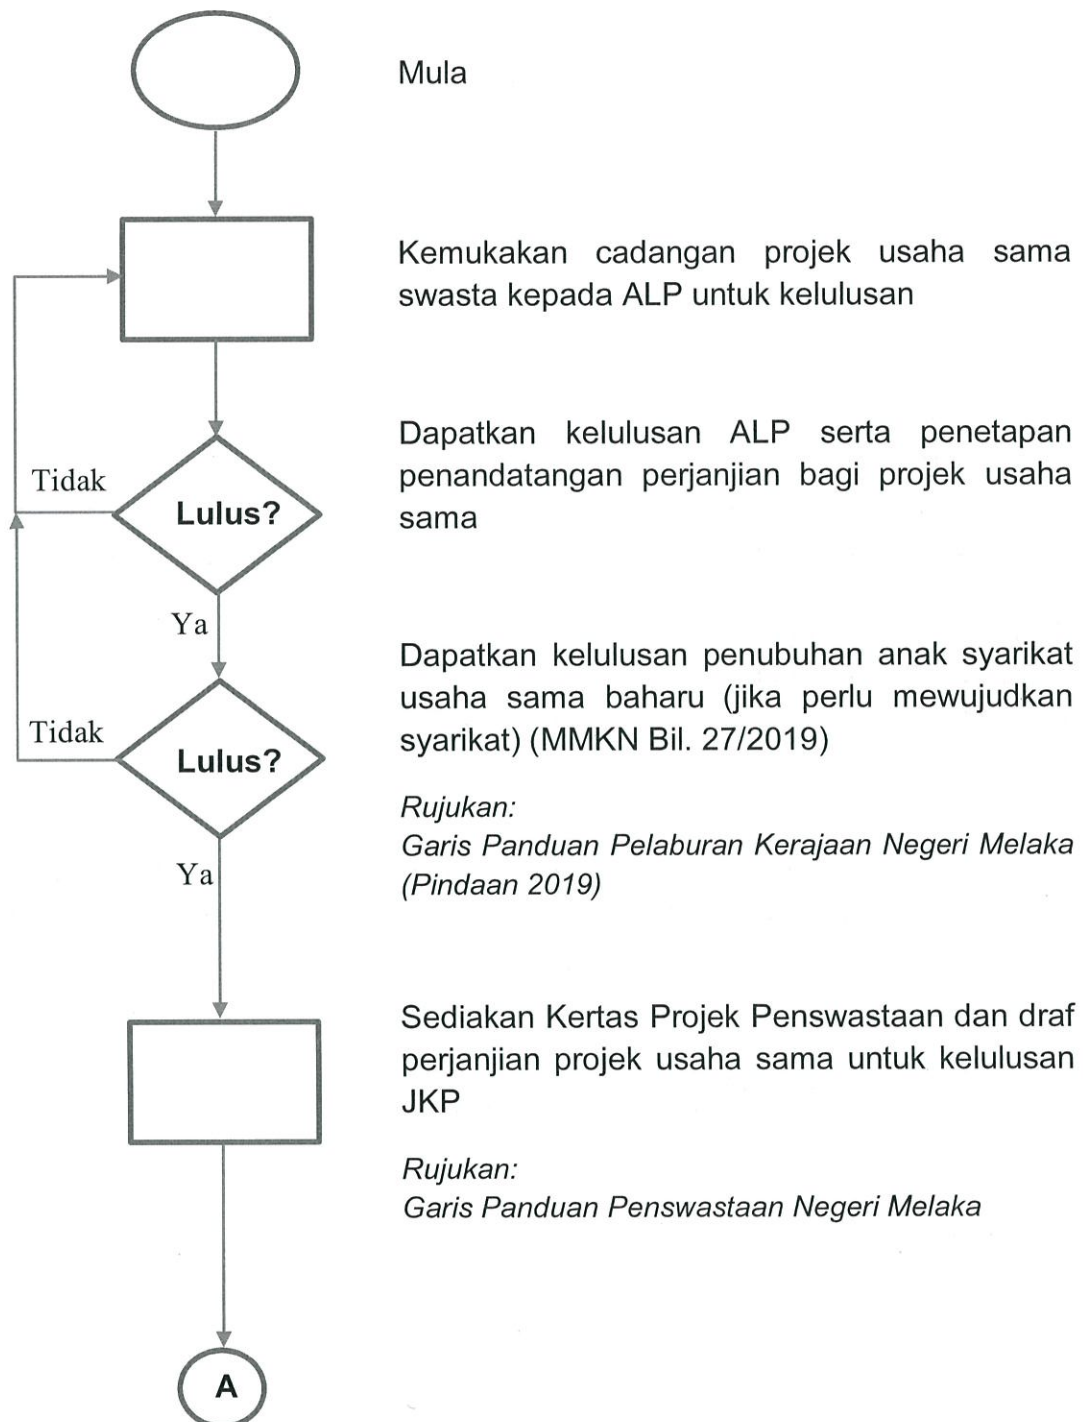 Mula
Kemukakan cadangan projek usaha sama
swasta kepada ALP untuk kelulusan
Dapatkan kelulusan ALP serta penetapan
penandatangan perjanjian bagi projek usaha
sama
Tidak
Lulus?
Ya
Dapatkan kelulusan penubuhan anak syarikat
usaha sama baharu (jika perlu mewujudkan
syarikat) (MMKN Bil. 27/2019)
Tidak
Lulus?
Rujukan:
Garis Panduan Pelaburan Kerajaan Negeri Melaka
(Pindaan 2019)
Ya
Sediakan Kertas Projek Penswastaan dan draf
perjanjian projek usaha sama untuk kelulusan
JKP
Rujukan:
Garis Panduan Penswastaan Negeri Melaka
A